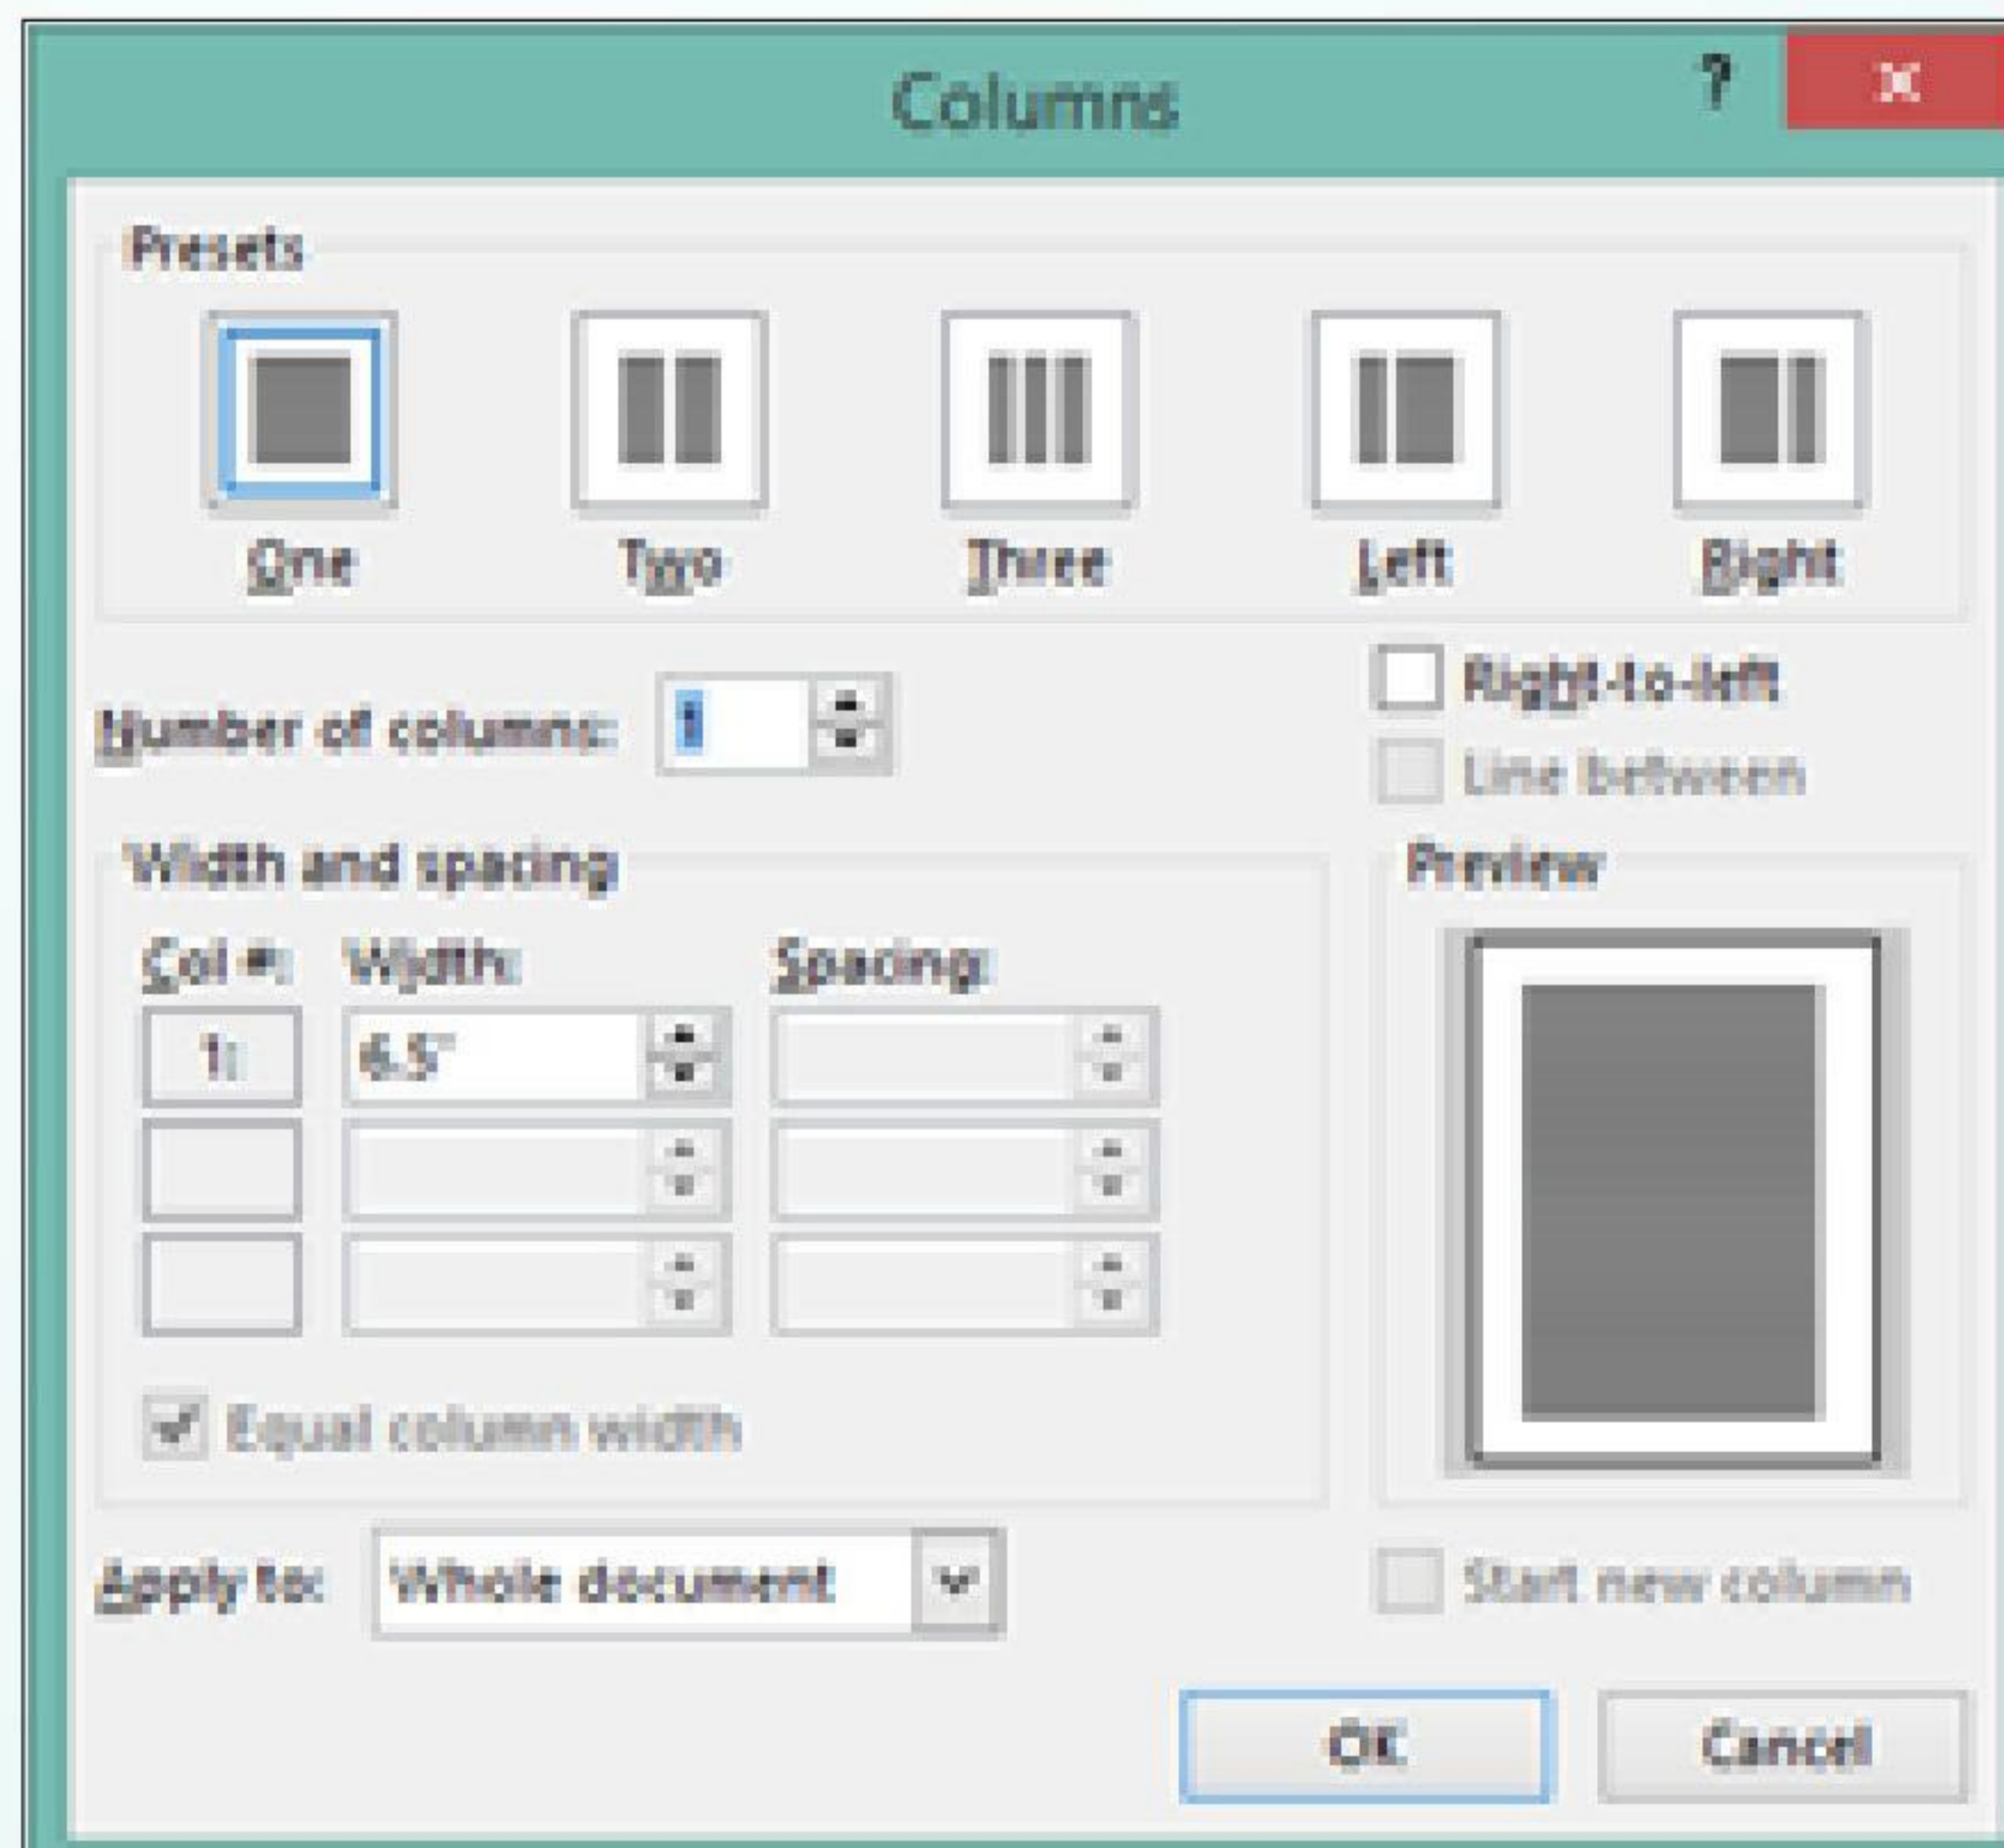 Columns ? x
Presets
One Two Three Left Right
Number of columns: 1
Right-to-left
Line between
Width and spacing
Preview
Col #: Width: Spacing:
1: 6.5"
Equal column width
Apply to: Whole document
Start new column
OK Cancel